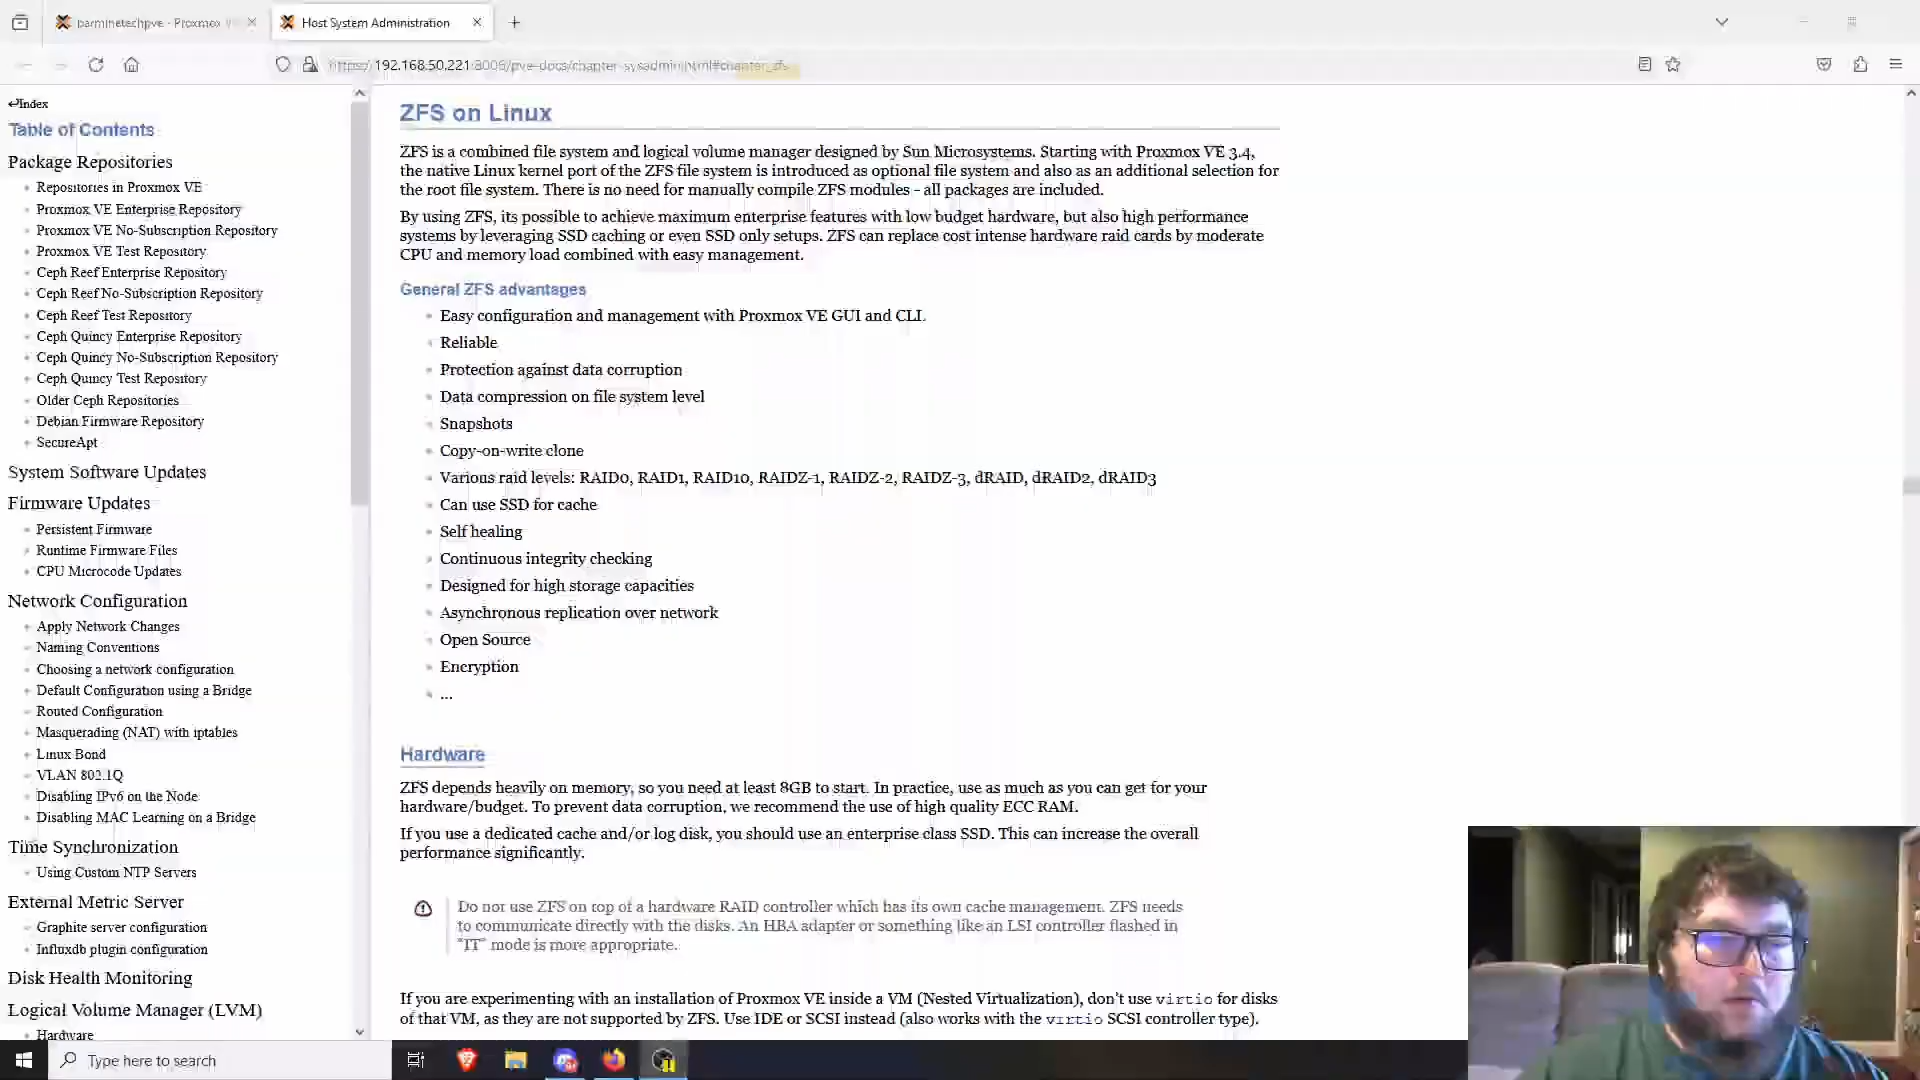 barminetechpve - Proxmox V
Host System Administration
https://192.168.50.221:8006/pve-docs/chapter-sysadmin.html#chapter_zfs
Index
Table of Contents
Package Repositories
Repositories in Proxmox VE
Proxmox VE Enterprise Repository
Proxmox VE No-Subscription Repository
Proxmox VE Test Repository
Ceph Reef Enterprise Repository
Ceph Reef No-Subscription Repository
Ceph Reef Test Repository
Ceph Quincy Enterprise Repository
Ceph Quincy No-Subscription Repository
Ceph Quincy Test Repository
Older Ceph Repositories
Debian Firmware Repository
SecureApt
System Software Updates
Firmware Updates
Persistent Firmware
Runtime Firmware Files
CPU Microcode Updates
Network Configuration
Apply Network Changes
Naming Conventions
Choosing a network configuration
Default Configuration using a Bridge
Routed Configuration
Masquerading (NAT) with iptables
Linux Bond
VLAN 802.1Q
Disabling IPv6 on the Node
Disabling MAC Learning on a Bridge
Time Synchronization
Using Custom NTP Servers
External Metric Server
Graphite server configuration
Influxdb plugin configuration
Disk Health Monitoring
Logical Volume Manager (LVM)
Hardware
ZFS on Linux
ZFS is a combined file system and logical volume manager designed by Sun Microsystems. Starting with Proxmox VE 3.4,
the native Linux kernel port of the ZFS file system is introduced as optional file system and also as an additional selection for
the root file system. There is no need for manually compile ZFS modules - all packages are included.
By using ZFS, its possible to achieve maximum enterprise features with low budget hardware, but also high performance
systems by leveraging SSD caching or even SSD only setups. ZFS can replace cost intense hardware raid cards by moderate
CPU and memory load combined with easy management.
General ZFS advantages
Easy configuration and management with Proxmox VE GUI and CLI.
Reliable
Protection against data corruption
Data compression on file system level
Snapshots
Copy-on-write clone
Various raid levels: RAID0, RAID1, RAID10, RAIDZ-1, RAIDZ-2, RAIDZ-3, dRAID, dRAID2, dRAID3
Can use SSD for cache
Self healing
Continuous integrity checking
Designed for high storage capacities
Asynchronous replication over network
Open Source
Encryption
...
Hardware
ZFS depends heavily on memory, so you need at least 8GB to start. In practice, use as much as you can get for your
hardware/budget. To prevent data corruption, we recommend the use of high quality ECC RAM.
If you use a dedicated cache and/or log disk, you should use an enterprise class SSD. This can increase the overall
performance significantly.
Do not use ZFS on top of a hardware RAID controller which has its own cache management. ZFS needs
to communicate directly with the disks. An HBA adapter or something like an LSI controller flashed in
"IT" mode is more appropriate.
If you are experimenting with an installation of Proxmox VE inside a VM (Nested Virtualization), don't use virtio for disks
of that VM, as they are not supported by ZFS. Use IDE or SCSI instead (also works with the virtio SCSI controller type).
Type here to search